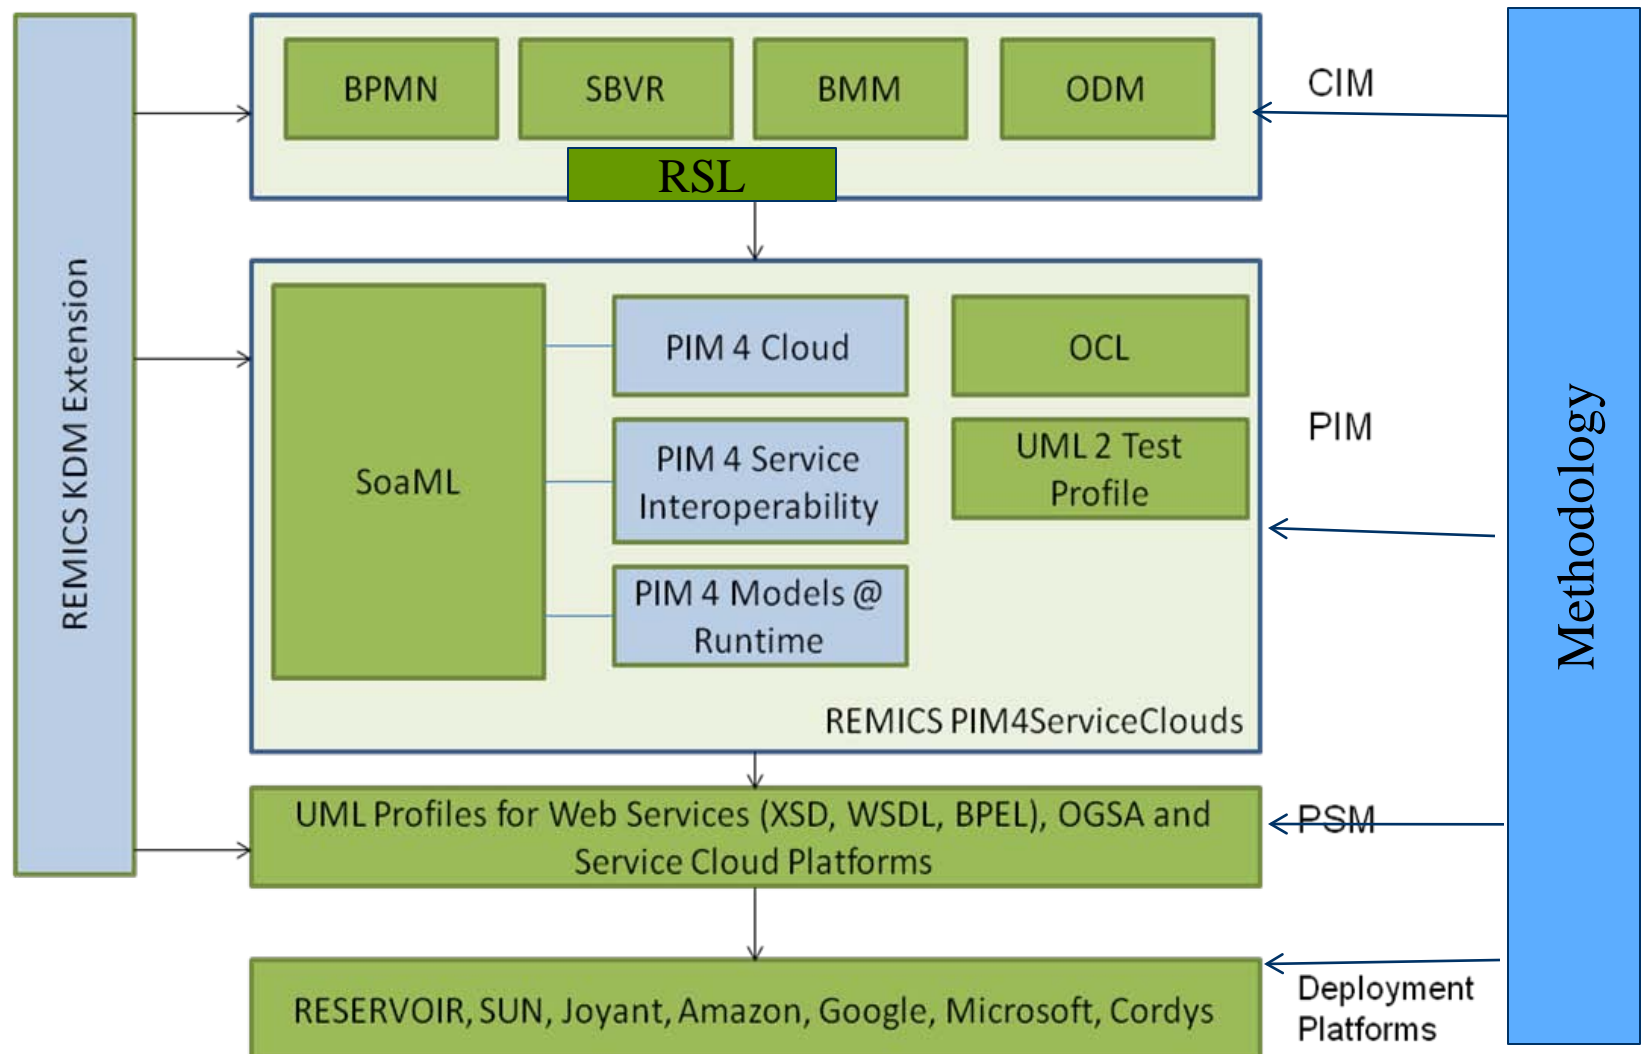 REMICS KDM Extension
BPMN
SBVR
BMM
ODM
RSL
CIM
SoaML
PIM 4 Cloud
PIM 4 Service
Interoperability
PIM 4 Models @
Runtime
OCL
UML 2 Test
Profile
REMICS PIM4ServiceClouds
PIM
UML Profiles for Web Services (XSD, WSDL, BPEL), OGSA and
Service Cloud Platforms
PSM
RESERVOIR, SUN, Joyant, Amazon, Google, Microsoft, Cordys
Deployment
Platforms
Methodology